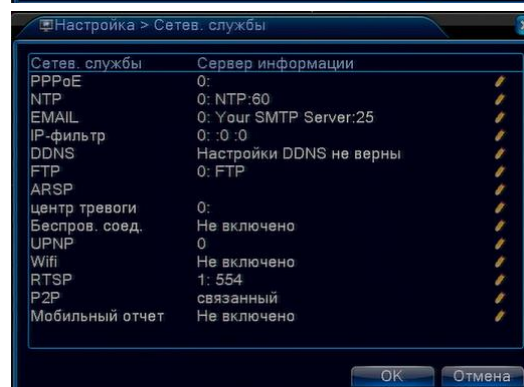 Настройка > Сетев. службы
Сетев. службы Сервер информации
PPPoE 0:
NTP 0: NTP:60
EMAIL 0: Your SMTP Server:25
IP-фильтр 0: :0 :0
DDNS Настройки DDNS не верны
FTP 0: FTP
ARSP
центр тревоги 0:
Беспров. соед. Не включено
UPNP 0
Wifi Не включено
RTSP 1: 554
P2P связанный
Мобильный отчет Не включено
OK Отмена